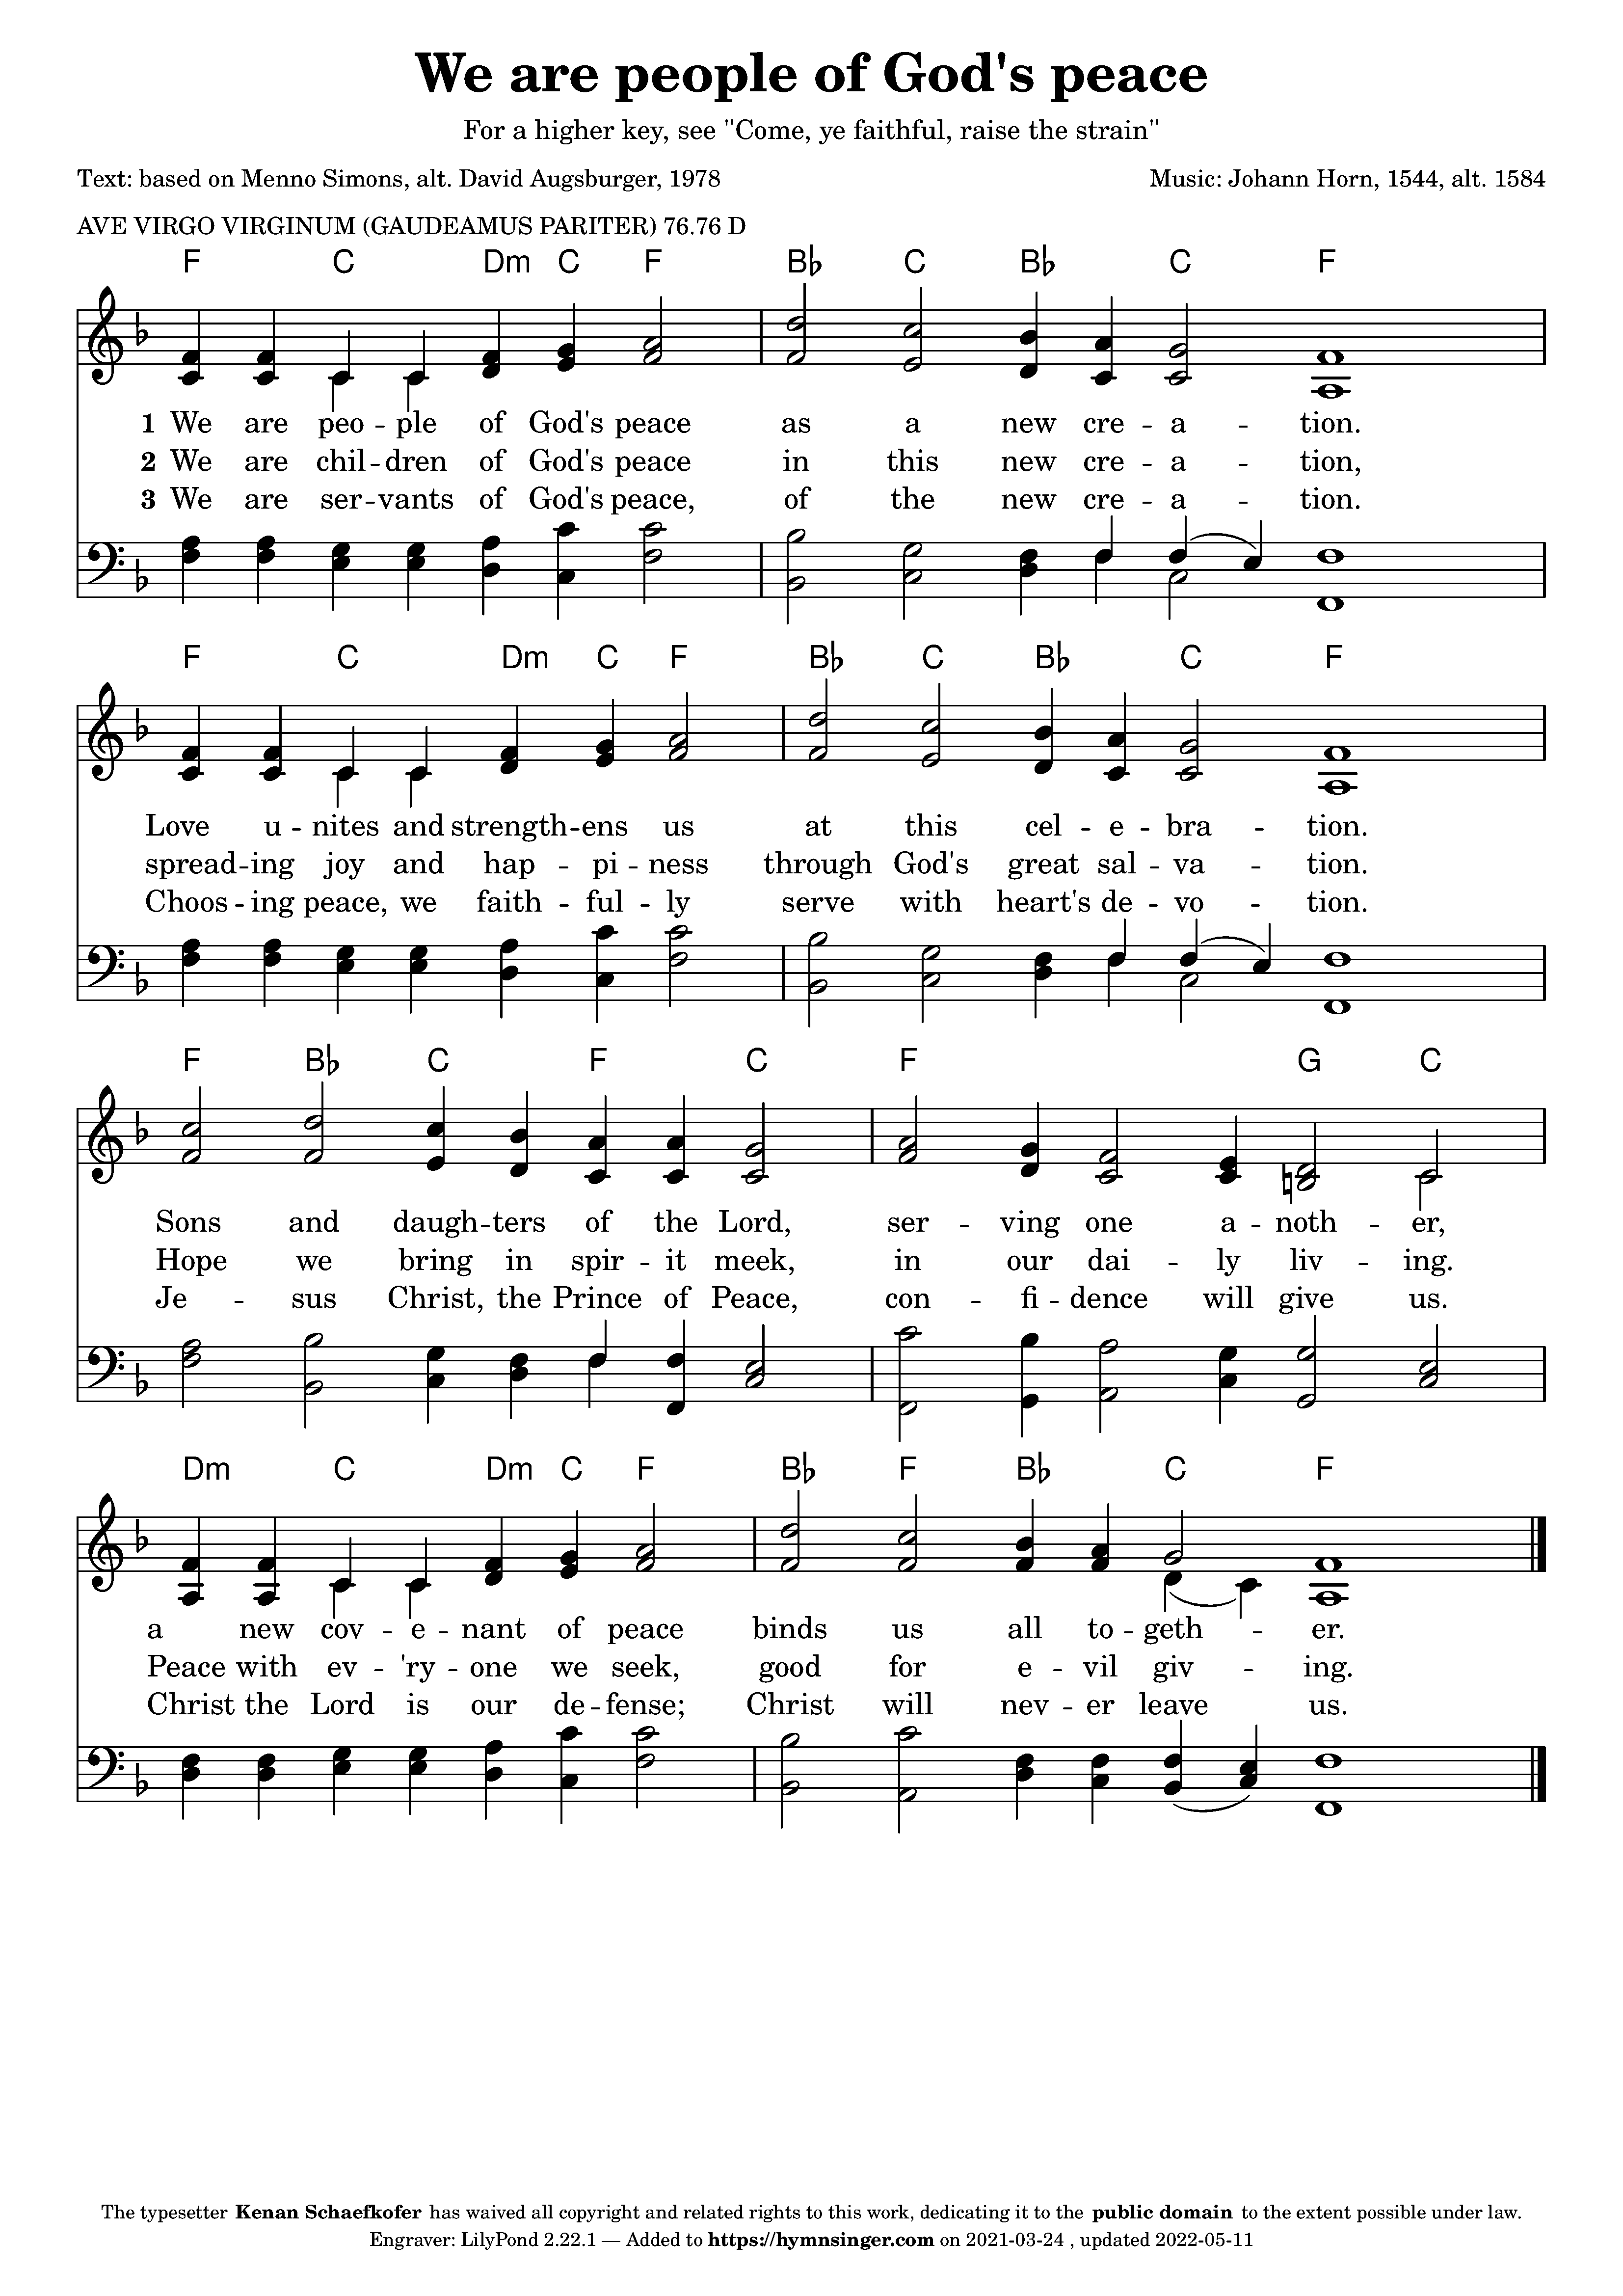 We are people of God's peace
For a higher key, see "Come, ye faithful, raise the strain"
Text: based on Menno Simons, alt. David Augsburger, 1978 Music: Johann Horn, 1544, alt. 1584
AVE VIRGO VIRGINUM (GAUDEAMUS PARITER) 76.76 D
F C Dm C F B♭ C B♭ C F
1 We are peo -- ple of God's peace as a new cre -- a -- tion.
2 We are chil -- dren of God's peace in this new cre -- a -- tion,
3 We are ser -- vants of God's peace, of the new cre -- a -- tion.
F C Dm C F B♭ C B♭ C F
Love u -- nites and strength -- ens us at this cel -- e -- bra -- tion.
spread -- ing joy and hap -- pi -- ness through God's great sal -- va -- tion.
Choos -- ing peace, we faith -- ful -- ly serve with heart's de -- vo -- tion.
F B♭ C F C F G C
Sons and daugh -- ters of the Lord, ser -- ving one a -- noth -- er,
Hope we bring in spir -- it meek, in our dai -- ly liv -- ing.
Je -- sus Christ, the Prince of Peace, con -- fi -- dence will give us.
Dm C Dm C F B♭ F B♭ C F
a new cov -- e -- nant of peace binds us all to -- geth -- er.
Peace with ev -- 'ry -- one we seek, good for e -- vil giv -- ing.
Christ the Lord is our de -- fense; Christ will nev -- er leave us.
The typesetter Kenan Schaefkofer has waived all copyright and related rights to this work, dedicating it to the public domain to the extent possible under law.
Engraver: LilyPond 2.22.1 — Added to https://hymnsinger.com on 2021-03-24 , updated 2022-05-11